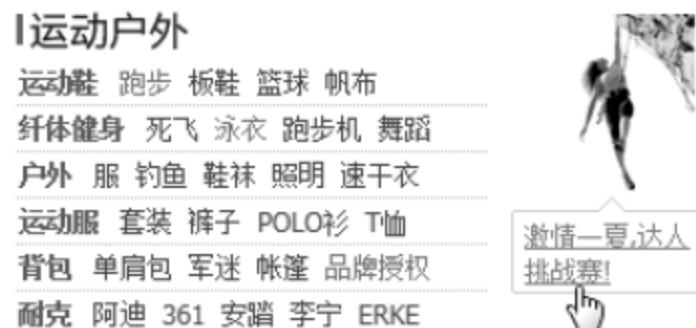 运动户外
运动鞋 跑步 板鞋 篮球 帆布
纤体健身 死飞 泳衣 跑步机 舞蹈
户外 服 钓鱼 鞋袜 照明 速干衣
运动服 套装 裤子 POLO衫 T恤
背包 单肩包 军迷 帐篷 品牌授权
耐克 阿迪 361 安踏 李宁 ERKE
激情一夏,达人
挑战赛!